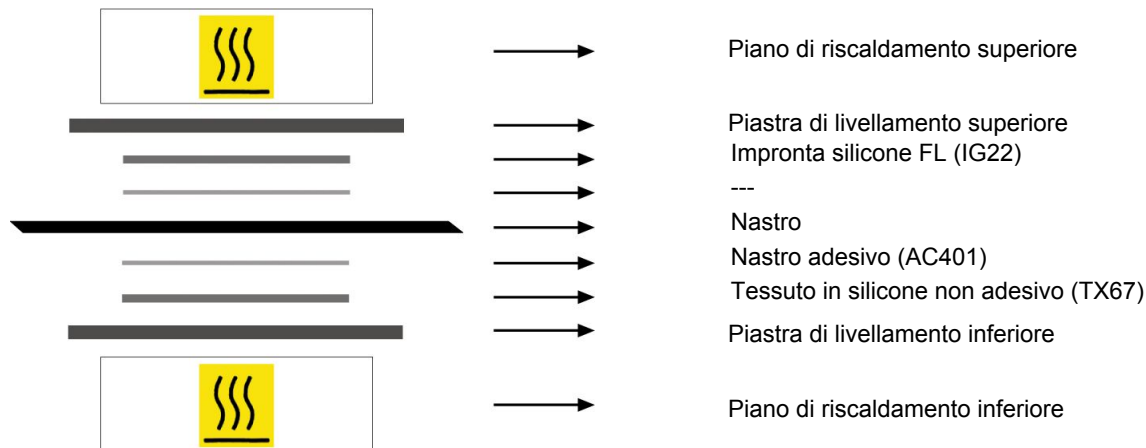 Piano di riscaldamento superiore
Piastra di livellamento superiore
Impronta silicone FL (IG22)
---
Nastro
Nastro adesivo (AC401)
Tessuto in silicone non adesivo (TX67)
Piastra di livellamento inferiore
Piano di riscaldamento inferiore